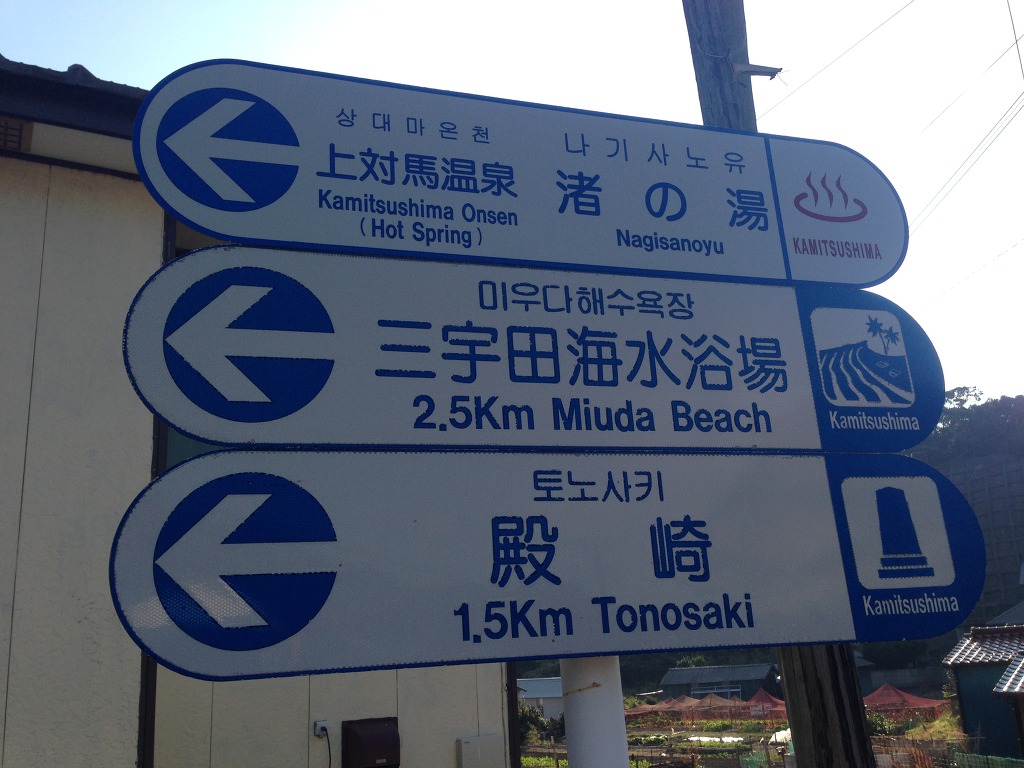 상대마온천 나기사노유
上対馬温泉 渚の湯
Kamitsushima Onsen Nagisanoyu
(Hot Spring)
KAMITSUSHIMA
미우다해수욕장
三宇田海水浴場
2.5Km Miuda Beach
Kamitsushima
토노사키
殿崎
1.5Km Tonosaki
Kamitsushima